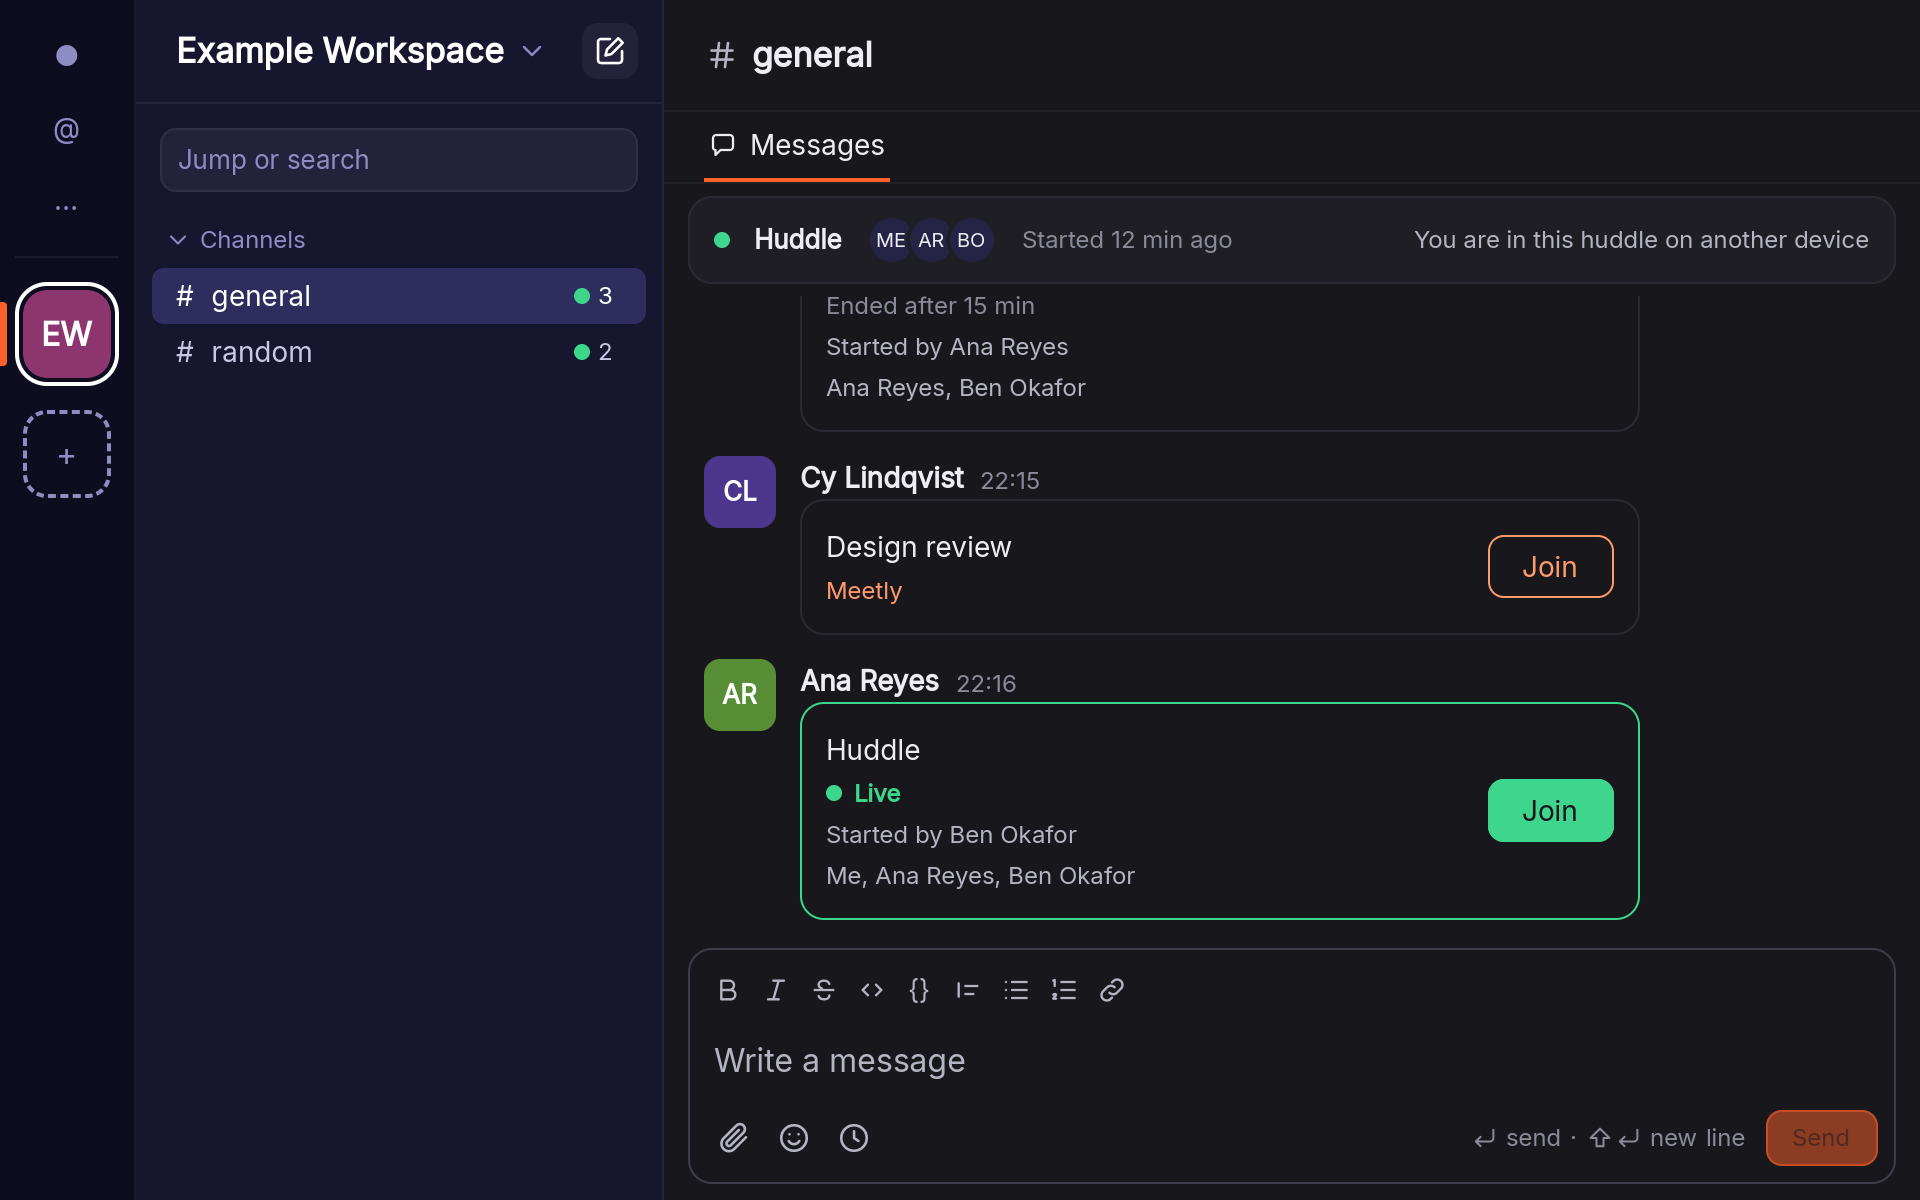 @
...
EW
+
Example Workspace
Jump or search
Channels
# general 3
# random 2
# general
Messages
Huddle ME AR BO Started 12 min ago You are in this huddle on another device
Ended after 15 min
Started by Ana Reyes
Ana Reyes, Ben Okafor
CL Cy Lindqvist 22:15
Design review
Meetly
Join
AR Ana Reyes 22:16
Huddle
Live
Started by Ben Okafor
Me, Ana Reyes, Ben Okafor
Join
Write a message
send · new line Send